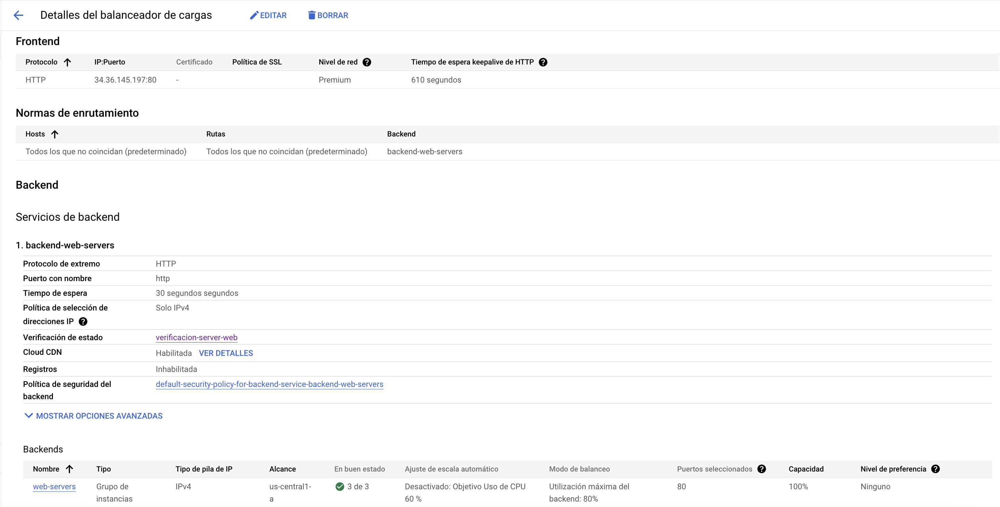 Detalles del balanceador de cargas EDITAR BORRAR
Frontend
Protocolo IP:Puerto Certificado Política de SSL Nivel de red Tiempo de espera keepalive de HTTP
HTTP 34.36.145.197:80 - Premium 610 segundos
Normas de enrutamiento
Hosts Rutas Backend
Todos los que no coincidan (predeterminado) Todos los que no coincidan (predeterminado) backend-web-servers
Backend
Servicios de backend
1. backend-web-servers
Protocolo de extremo HTTP
Puerto con nombre http
Tiempo de espera 30 segundos segundos
Política de selección de Solo IPv4
direcciones IP
Verificación de estado verificacion-server-web
Cloud CDN Habilitada VER DETALLES
Registros Inhabilitada
Política de seguridad del default-security-policy-for-backend-service-backend-web-servers
backend
MOSTRAR OPCIONES AVANZADAS
Backends
Nombre Tipo Tipo de pila de IP Alcance En buen estado Ajuste de escala automático Modo de balanceo Puertos seleccionados Capacidad Nivel de preferencia
web-servers Grupo de IPv4 us-central1- 3 de 3 Desactivado: Objetivo Uso de CPU Utilización máxima del 80 100% Ninguno
instancias a 60 % backend: 80%